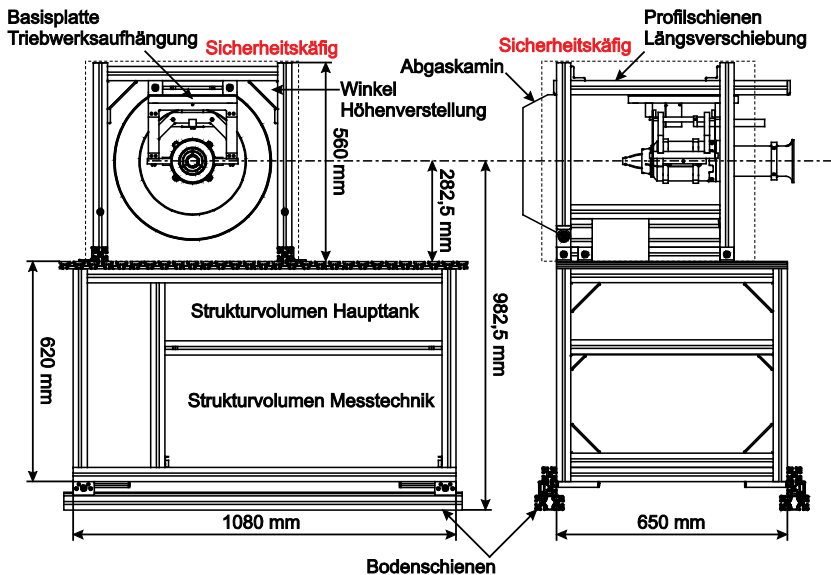 Basisplatte
Triebwerksaufhängung
Sicherheitskäfig
Winkel
Höhenverstellung
560 mm
282,5 mm
982,5 mm
Strukturvolumen Haupttank
620 mm
Strukturvolumen Messtechnik
1080 mm
Profilschienen
Längsverschiebung
Sicherheitskäfig
Abgaskamin
650 mm
Bodenschienen